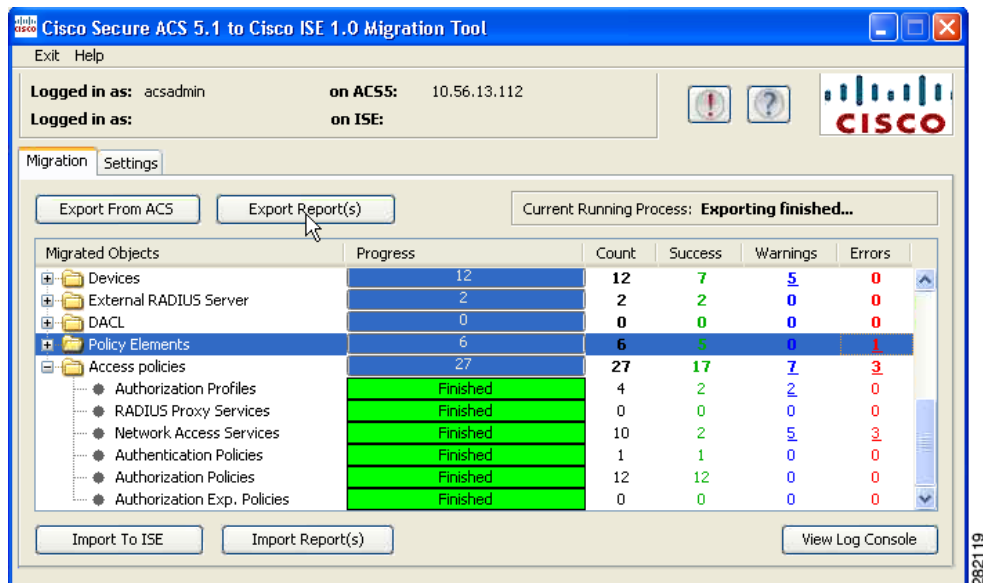 cisco Cisco Secure ACS 5.1 to Cisco ISE 1.0 Migration Tool
Exit Help
Logged in as: acsadmin on ACS5: 10.56.13.112
Logged in as: on ISE:
CISCO
Migration Settings
Export From ACS Export Report(s) Current Running Process: Exporting finished...
Migrated Objects Progress Count Success Warnings Errors
Devices 12 12 7 5 0
External RADIUS Server 2 2 2 0 0
DACL 0 0 0 0 0
Policy Elements 6 6 5 0 1
Access policies 27 27 17 7 3
Authorization Profiles Finished 4 2 2 0
RADIUS Proxy Services Finished 0 0 0 0
Network Access Services Finished 10 2 5 3
Authentication Policies Finished 1 1 0 0
Authorization Policies Finished 12 12 0 0
Authorization Exp. Policies Finished 0 0 0 0
Import To ISE Import Report(s) View Log Console
282119